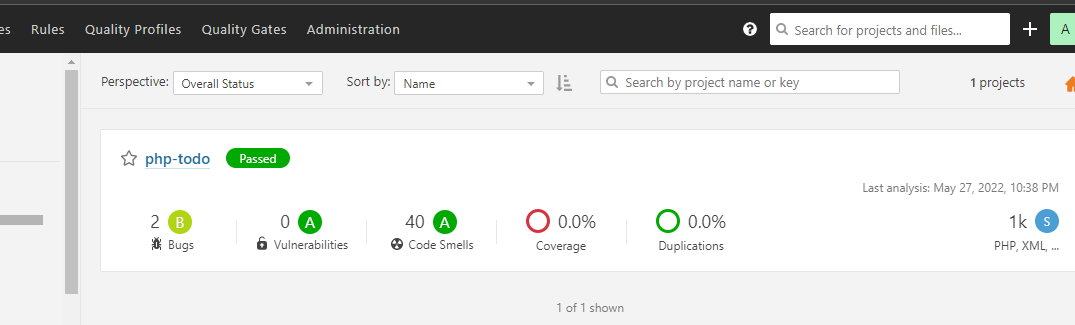 es Rules Quality Profiles Quality Gates Administration ? Search for projects and files... + A
Perspective: Overall Status Sort by: Name Search by project name or key 1 projects
php-todo Passed
Last analysis: May 27, 2022, 10:38 PM
2 B 0 A 40 A 0.0% 0.0% 1k S
Bugs Vulnerabilities Code Smells Coverage Duplications PHP, XML, ...
1 of 1 shown